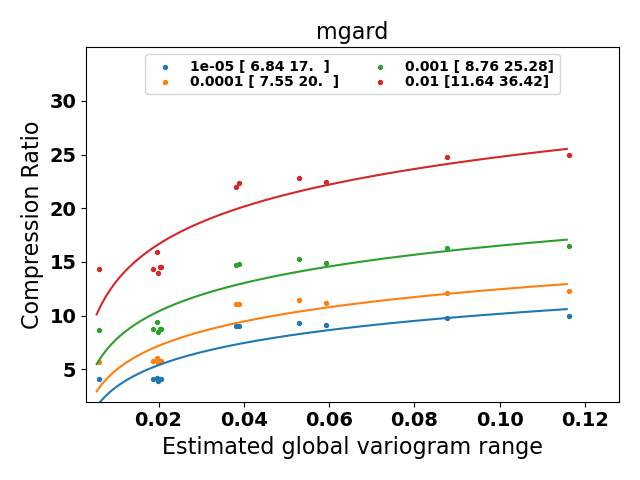 mgard
1e-05 [ 6.84 17.  ]
0.0001 [ 7.55 20.  ]
0.001 [ 8.76 25.28]
0.01 [11.64 36.42]
Compression Ratio
30
25
20
15
10
5
0.02 0.04 0.06 0.08 0.10 0.12
Estimated global variogram range